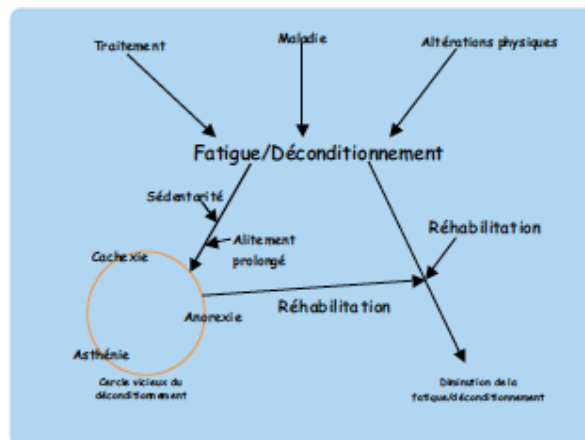 Maladie
Traitement
Altérations physiques
Fatigue/Déconditionnement
Sédentarité
Réhabilitation
Alitement
prolongé
Cachexie
Anorexie
Réhabilitation
Asthénie
Cercle vicieux du
déconditionnement
Diminution de la
fatigue/déconditionnement